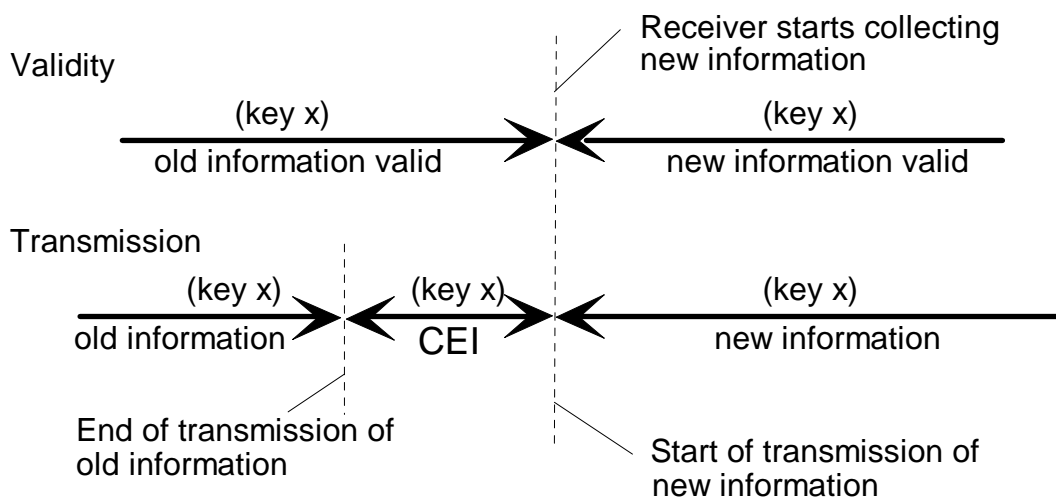 Receiver starts collecting
new information
Validity
(key x)
(key x)
old information valid
new information valid
Transmission
(key x)
(key x)
(key x)
old information
CEI
new information
End of transmission of
old information
Start of transmission of
new information